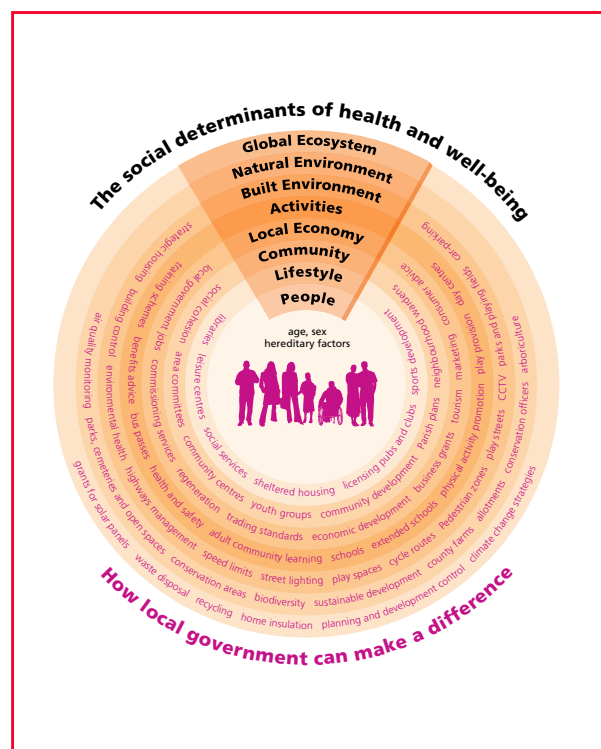 The social determinants of health and well-being
Global Ecosystem
Natural Environment
Built Environment
Activities
Local Economy
Community
Lifestyle
People
age, sex
hereditary factors
libraries
leisure centres
social services
sheltered housing
licensing pubs and clubs
sports development
social cohesion
area committees
community centres
youth groups
community development
Parish plans
neighbourhood wardens
local government jobs
commissioning services
regeneration
trading standards
economic development
business grants
tourism
marketing
consumer advice
training schemes
benefits advice
health and safety
adult community learning
schools
extended schools
physical activity promotion
play provision
day centres
car-parking
strategic housing
building control
environmental health
bus passes
highways management
speed limits
street lighting
play spaces
cycle routes
Pedestrian zones
play streets
CCTV
parks and playing fields
air quality monitoring
parks, cemeteries and open spaces
conservation areas
biodiversity
sustainable development
county farms
allotments
conservation officers
arboriculture
grants for solar panels
waste disposal
recycling
home insulation
planning and development control
climate change strategies
How local government can make a difference